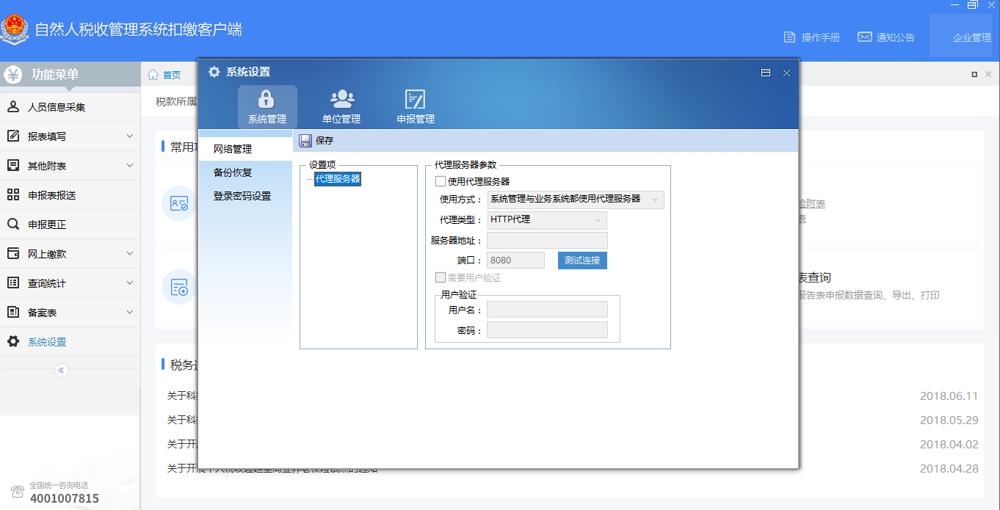 自然人税收管理系统扣缴客户端
操作手册
通知公告
企业管理
功能菜单
人员信息采集
报表填写
其他附表
申报表报送
申报更正
网上缴款
查询统计
备案表
系统设置
全国统一咨询电话
4001007815
首页
税款所属
常用
税务
关于科
关于科
关于开
系统设置
系统管理
单位管理
申报管理
网络管理
备份恢复
登录密码设置
保存
设置项
代理服务器
代理服务器参数
使用代理服务器
使用方式： 系统管理与业务系统都使用代理服务器
代理类型： HTTP代理
服务器地址：
端口： 8080 测试连接
需要用户验证
用户验证
用户名：
密码：
附表
表
表查询
报告表申报数据查询、导出、打印
2018.06.11
2018.05.29
2018.04.02
2018.04.28